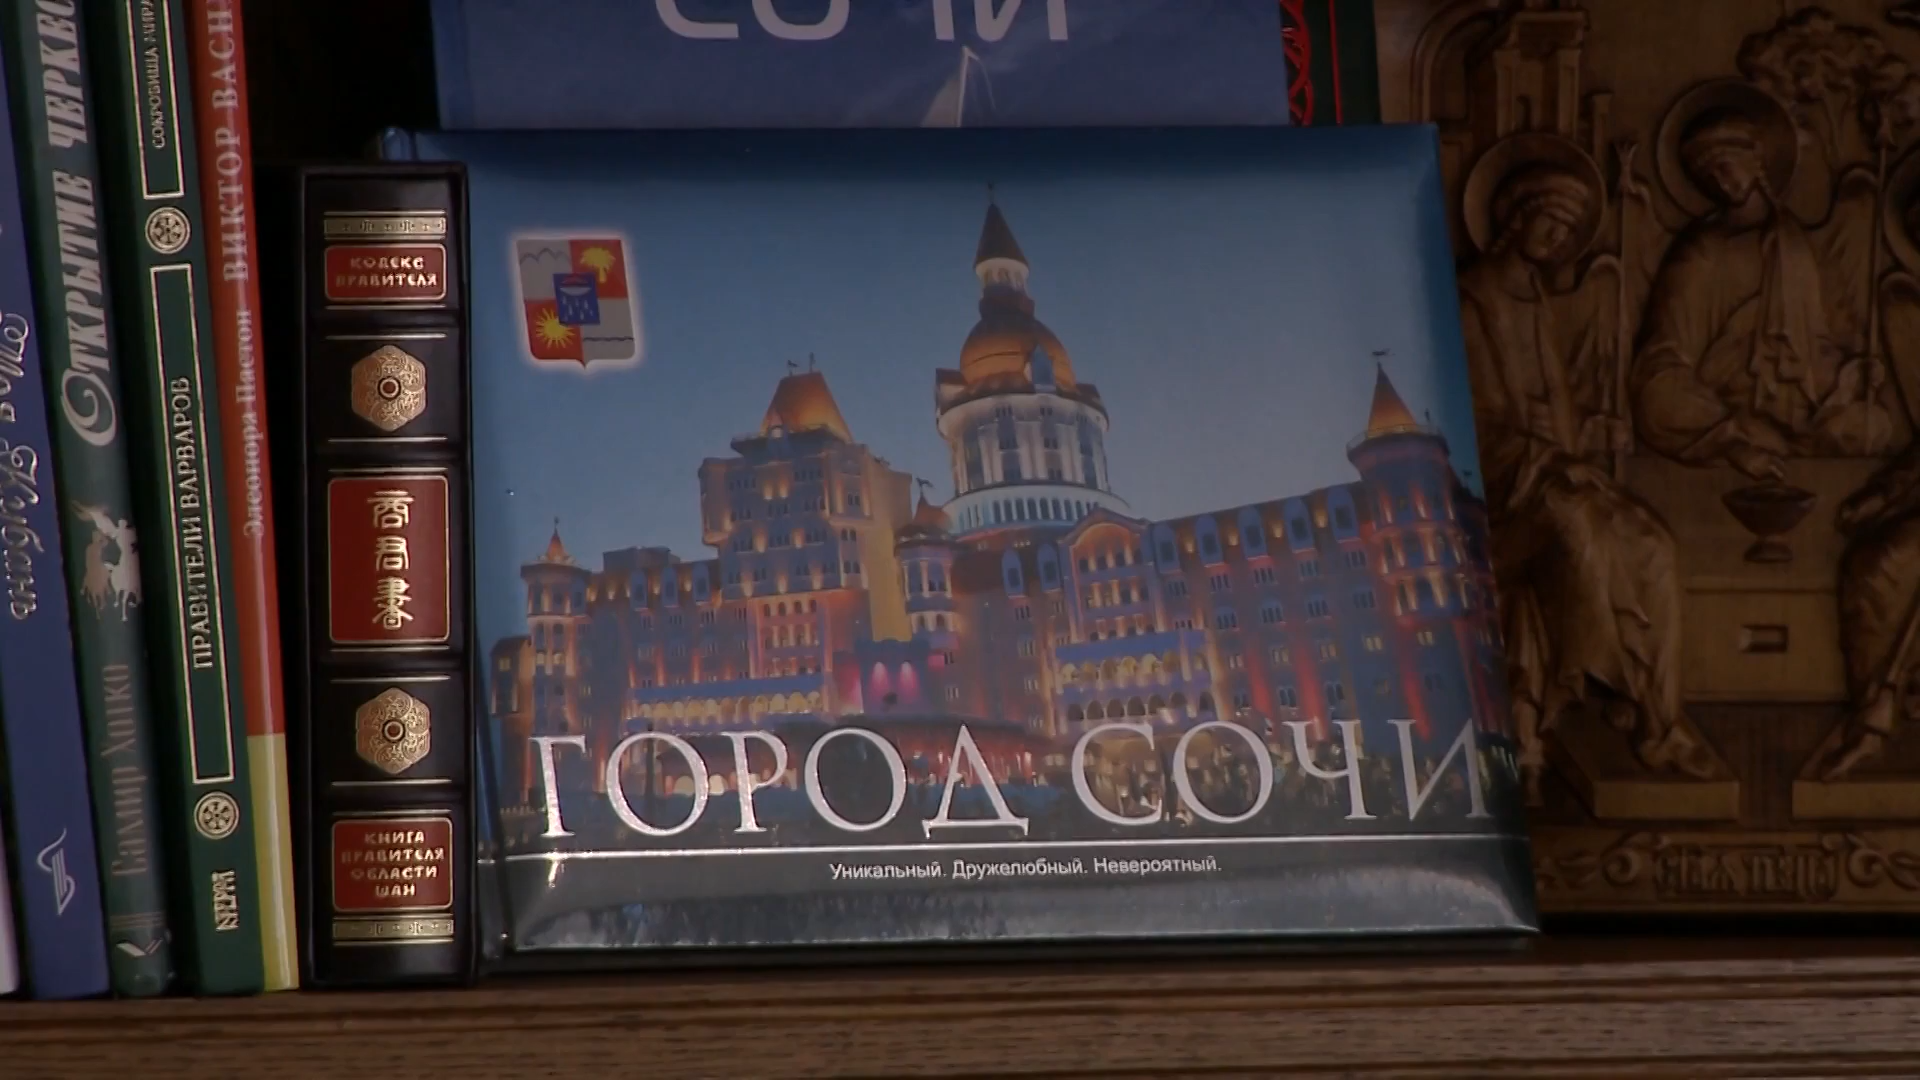 СОЧИ
ОТКРЫТИЕ ЧЕРКЕС
Самир Хотко
СОКРОВИЩА МИРА
ПРАВИТЕЛИ ВАРВАРОВ
ВИКТОР ВАСН
Элеонора Пастон
КОДЕКС
ПРАВИТЕЛЯ
商
君
書
КНИГА
ПРАВИТЕЛЯ
ОБЛАСТИ
ШАН
ГОРОД СОЧИ
Уникальный. Дружелюбный. Невероятный.